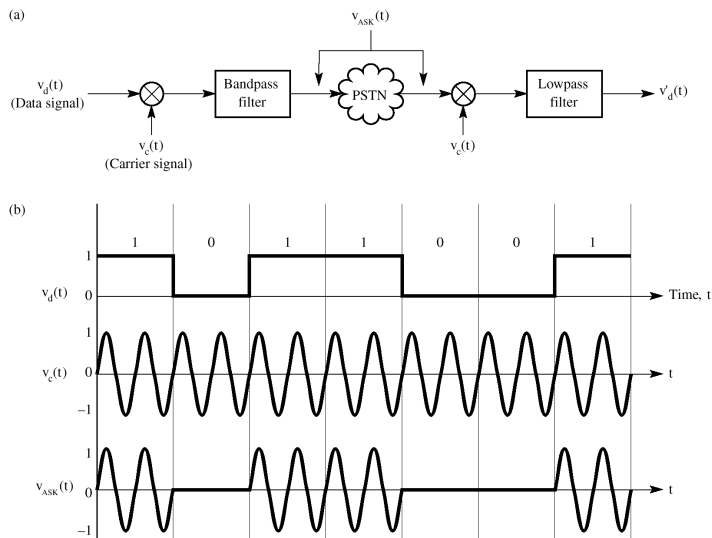 (a)
v_ASK(t)
v_d(t)
(Data signal)
Bandpass
filter
PSTN
Lowpass
filter
v'_d(t)
v_c(t)
(Carrier signal)
v_c(t)
(b)
1 0 1 1 0 0 1
1
v_d(t) 0
Time, t
1
v_c(t) 0
t
–1
1
v_ASK(t) 0
t
–1